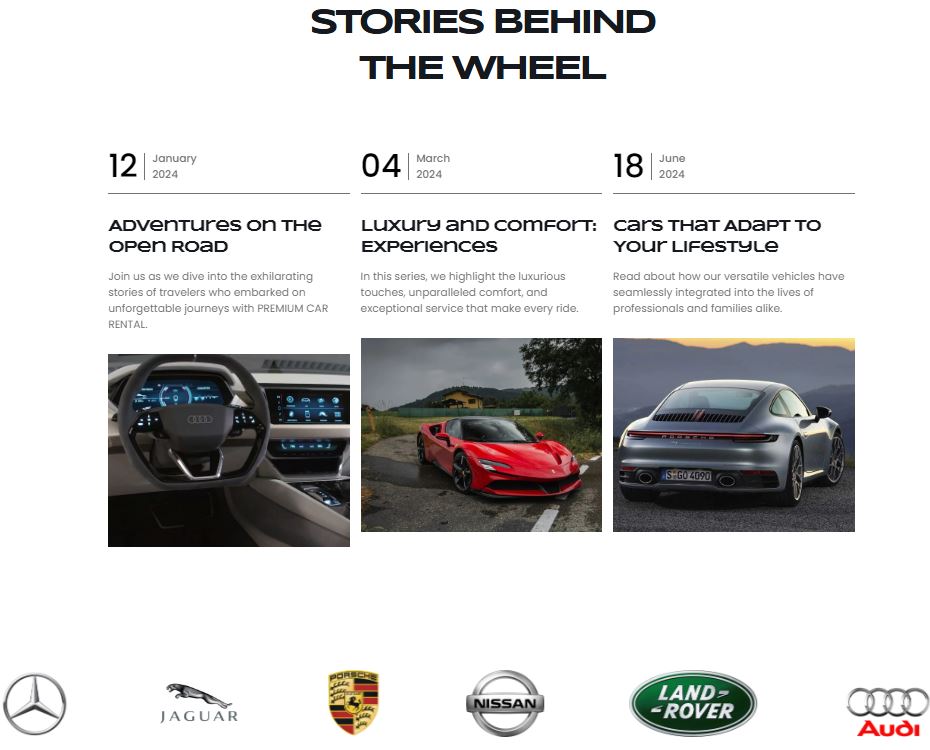 STORIES BEHIND
THE WHEEL
12
January
2024
04
March
2024
18
June
2024
Adventures on the
Open Road
Luxury and Comfort:
Experiences
Cars That Adapt to
Your Lifestyle
Join us as we dive into the exhilarating
stories of travelers who embarked on
unforgettable journeys with PREMIUM CAR
RENTAL.
In this series, we highlight the luxurious
touches, unparalleled comfort, and
exceptional service that make every ride.
Read about how our versatile vehicles have
seamlessly integrated into the lives of
professionals and families alike.
PORSCHE
S GO 4090
JAGUAR
PORSCHE
NISSAN
LAND-
-ROVER
Audi